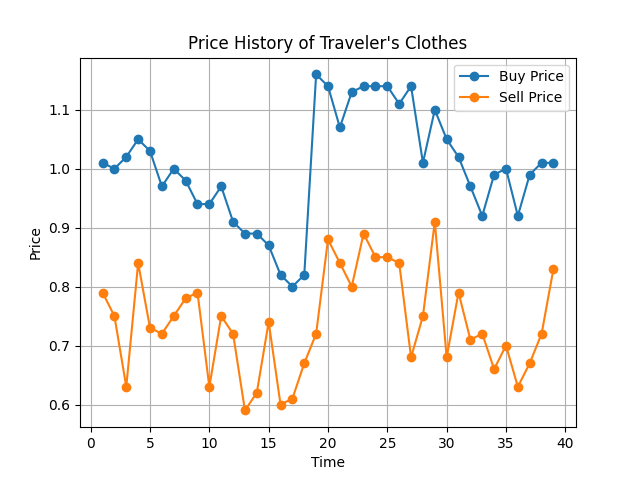 Price History of Traveler's Clothes
Buy Price
Sell Price
1.1
1.0
0.9
0.8
0.7
0.6
Price
0 5 10 15 20 25 30 35 40
Time